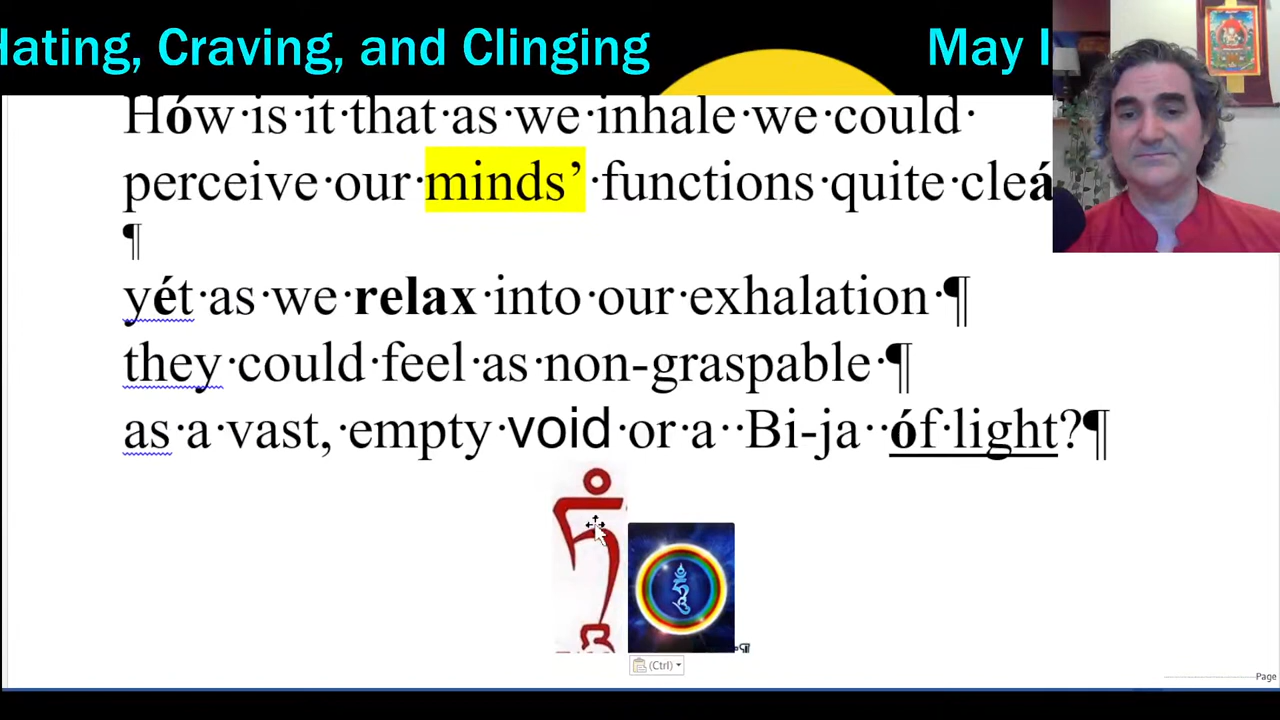 Hating, Craving, and Clinging May I
Hów is it that as we inhale we could
perceive our minds’ functions quite cleá
¶
yét as we relax into our exhalation ¶
they could feel as non-graspable ¶
as a vast, empty void or a Bi-ja óf light?¶
(Ctrl)
Page